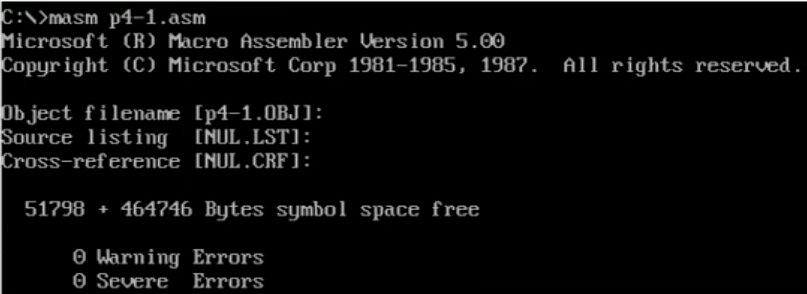 C:\>masm p4-1.asm
Microsoft (R) Macro Assembler Version 5.00
Copyright (C) Microsoft Corp 1981-1985, 1987.  All rights reserved.
Object filename [p4-1.OBJ]:
Source listing  [NUL.LST]:
Cross-reference [NUL.CRF]:
51798 + 464746 Bytes symbol space free
0 Warning Errors
0 Severe  Errors